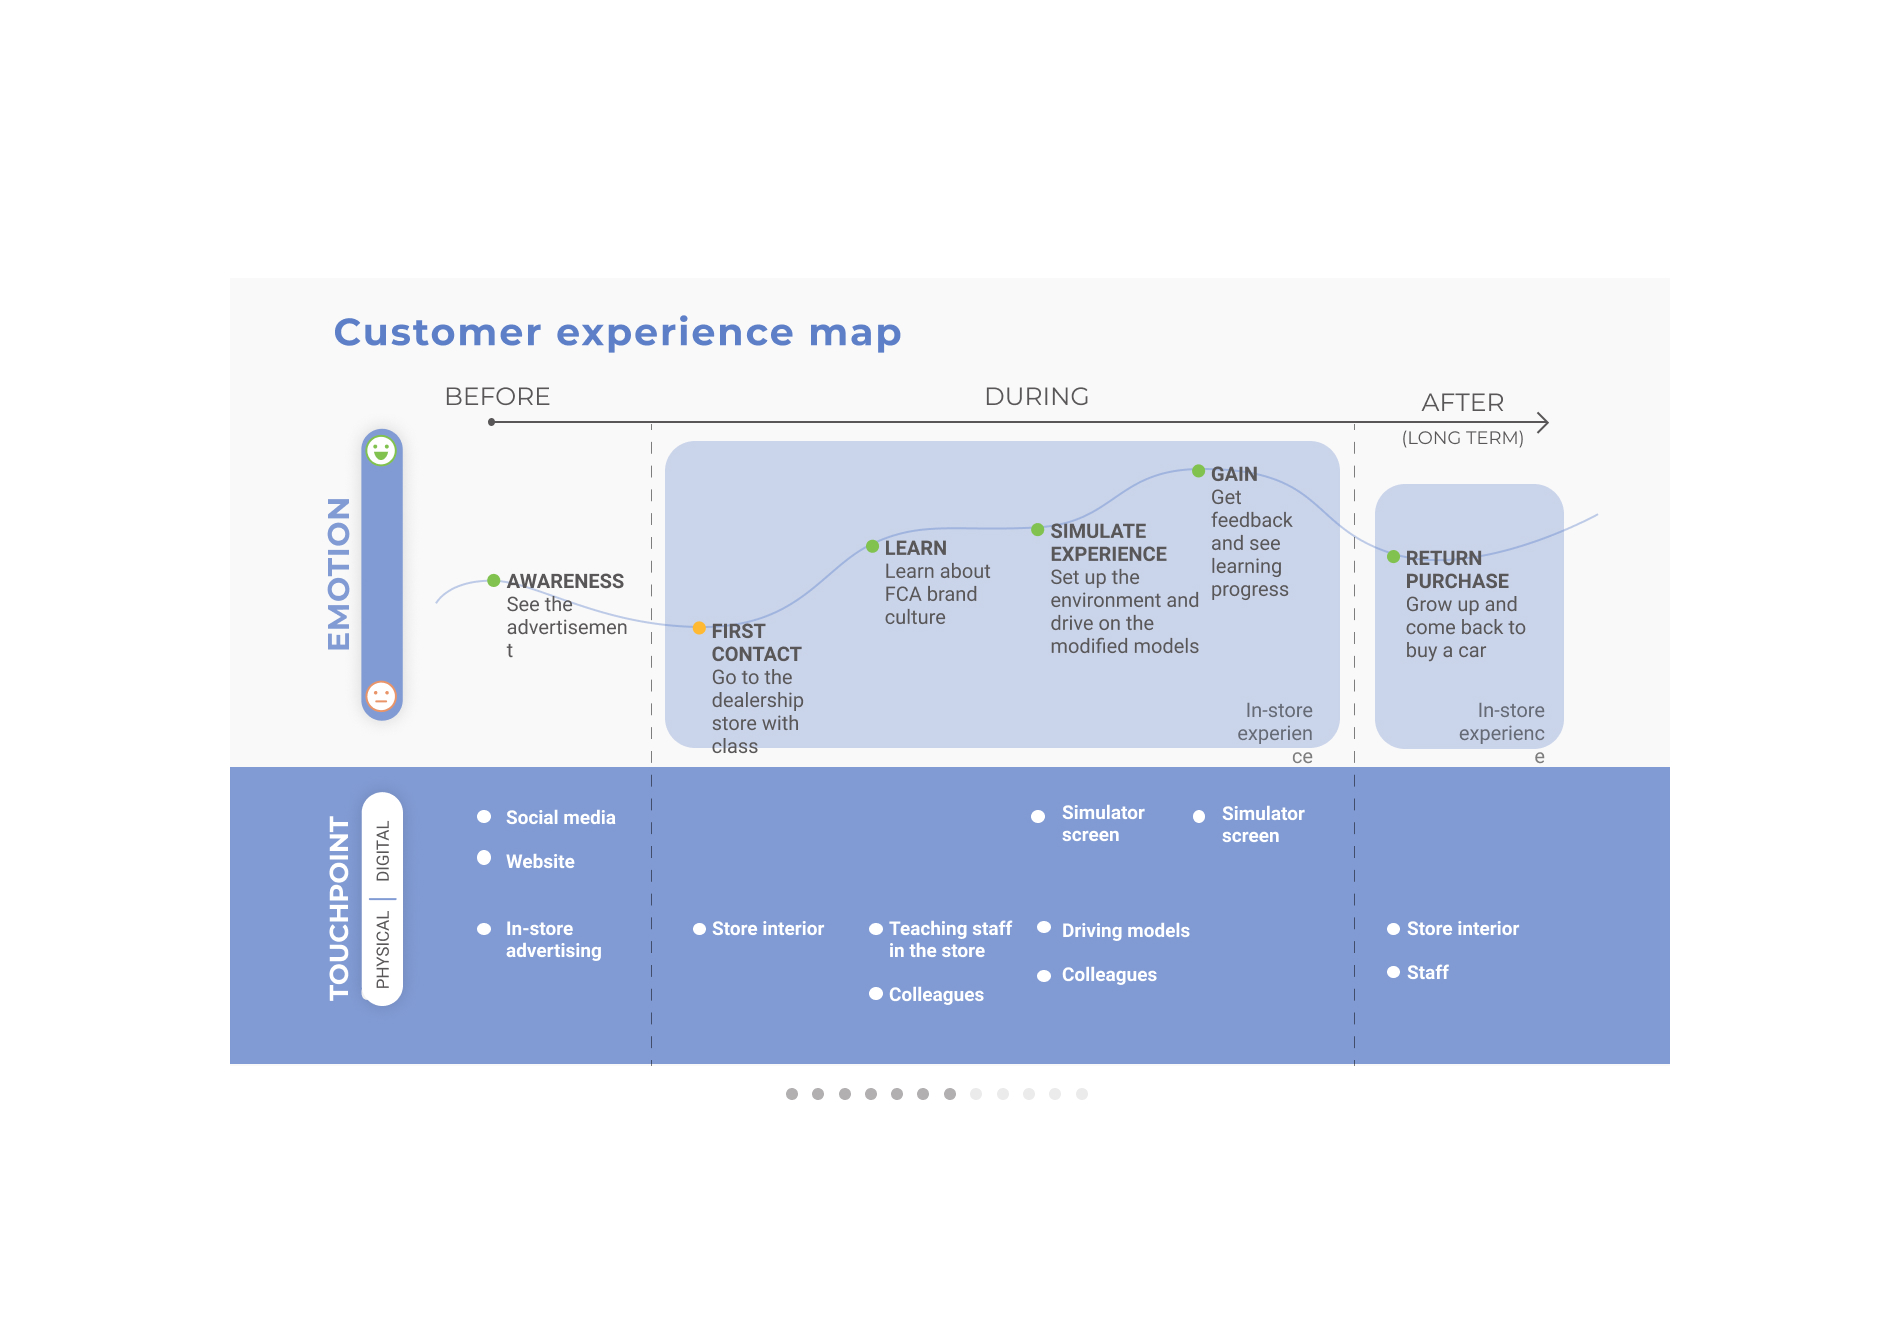 Customer experience map
BEFORE
DURING
AFTER
(LONG TERM)
EMOTION
AWARENESS
See the
advertisemen
t
FIRST
CONTACT
Go to the
dealership
store with
class
LEARN
Learn about
FCA brand
culture
SIMULATE
EXPERIENCE
Set up the
environment and
drive on the
modified models
GAIN
Get
feedback
and see
learning
progress
In-store
experien
ce
RETURN
PURCHASE
Grow up and
come back to
buy a car
In-store
experienc
e
TOUCHPOINT
DIGITAL
PHYSICAL
Social media
Website
In-store
advertising
Store interior
Teaching staff
in the store
Colleagues
Simulator
screen
Driving models
Colleagues
Simulator
screen
Store interior
Staff